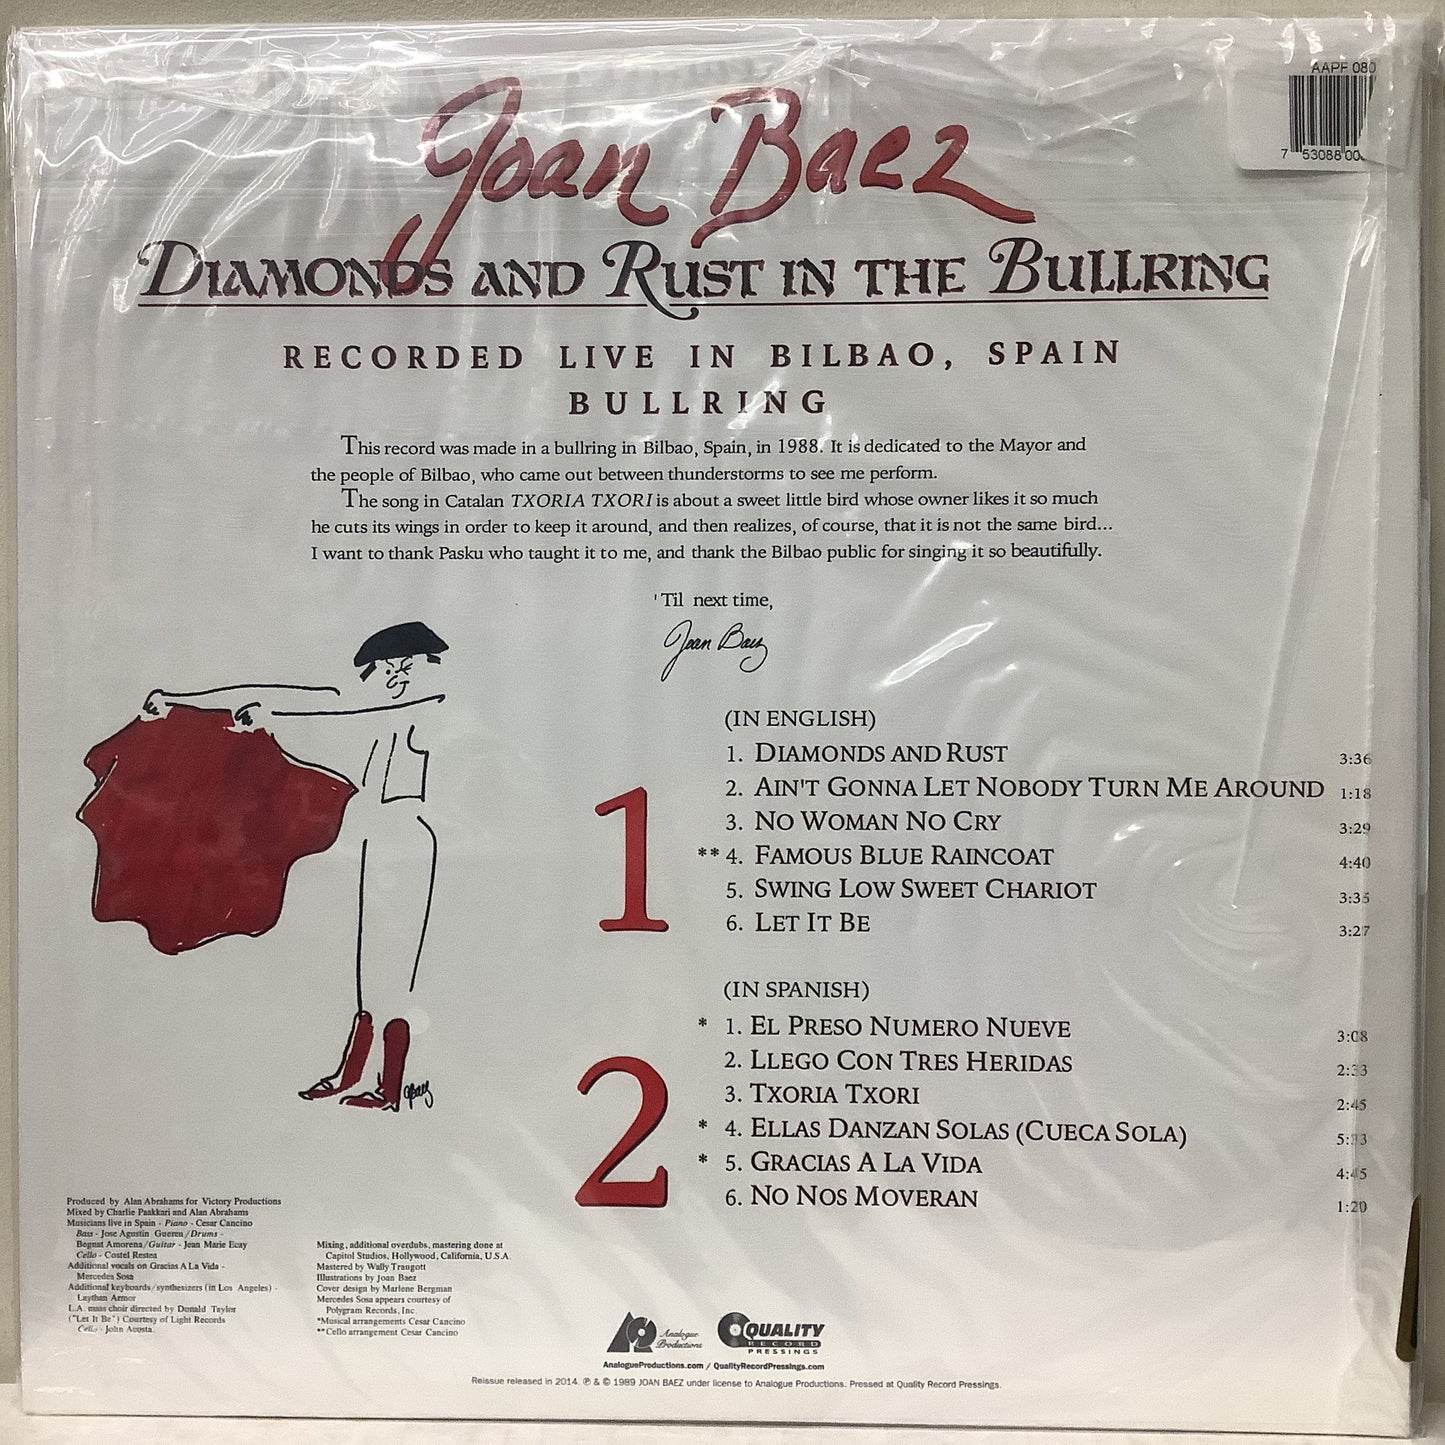 AAPF 080
7 53088 00
Joan Baez
DIAMONDS AND RUST IN THE BULLRING
RECORDED LIVE IN BILBAO, SPAIN
BULLRING
This record was made in a bullring in Bilbao, Spain, in 1988. It is dedicated to the Mayor and
the people of Bilbao, who came out between thunderstorms to see me perform.
The song in Catalan TXORIA TXORI is about a sweet little bird whose owner likes it so much
he cuts its wings in order to keep it around, and then realizes, of course, that it is not the same bird...
I want to thank Pasku who taught it to me, and thank the Bilbao public for singing it so beautifully.
'Til next time,
Joan Baez
1
(IN ENGLISH)
1. DIAMONDS AND RUST 3:36
2. AIN'T GONNA LET NOBODY TURN ME AROUND 1:18
3. NO WOMAN NO CRY 3:29
**4. FAMOUS BLUE RAINCOAT 4:40
5. SWING LOW SWEET CHARIOT 3:35
6. LET IT BE 3:27
2
(IN SPANISH)
* 1. EL PRESO NUMERO NUEVE 3:08
2. LLEGO CON TRES HERIDAS 2:33
3. TXORIA TXORI 2:45
* 4. ELLAS DANZAN SOLAS (CUECA SOLA)
* 5. GRACIAS A LA VIDA 4:45
6. NO NOS MOVERAN 1:20
JBaez
Produced by Alan Abrahams for Victory Productions
Mixed by Charlie Paakkari and Alan Abrahams
Musicians live in Spain - Piano - Cesar Cancino
Bass - Jose Agustin Guereu/Drums -
Begnat Amorena/Guitar - Jean Marie Ecay
Cello - Costel Restea
Additional vocals on Gracias A La Vida -
Mercedes Sosa
Additional keyboards/synthesizers (in Los Angeles) -
Laythan Armor
L.A. mass choir directed by Donald Taylor
("Let It Be") Courtesy of Light Records
Cello - John Acosta.
Mixing, additional overdubs, mastering done at
Capitol Studios, Hollywood, California, U.S.A.
Mastered by Wally Traugott
Illustrations by Joan Baez
Cover design by Marlene Bergman
Mercedes Sosa appears courtesy of
Polygram Records, Inc.
*Musical arrangements Cesar Cancino
**Cello arrangement Cesar Cancino
Analogue Productions
QUALITY
RECORD
PRESSINGS
AnalogueProductions.com / QualityRecordPressings.com
Reissue released in 2014. ℗ & © 1989 JOAN BAEZ under license to Analogue Productions. Pressed at Quality Record Pressings.